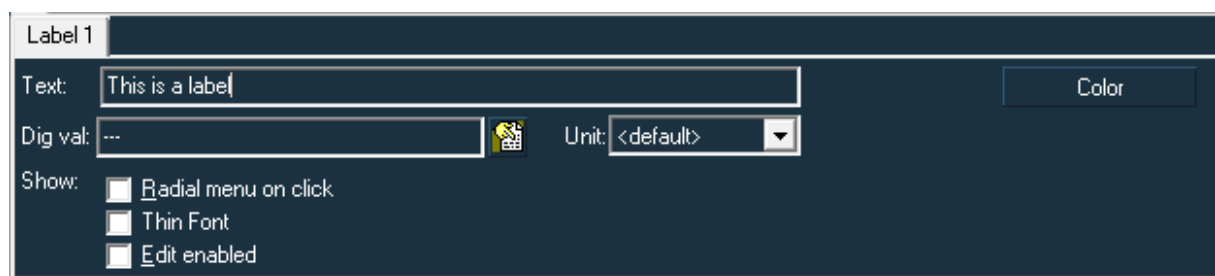 Label 1
Text: This is a label Color
Dig val: --- Unit: <default>
Show: Radial menu on click
Thin Font
Edit enabled